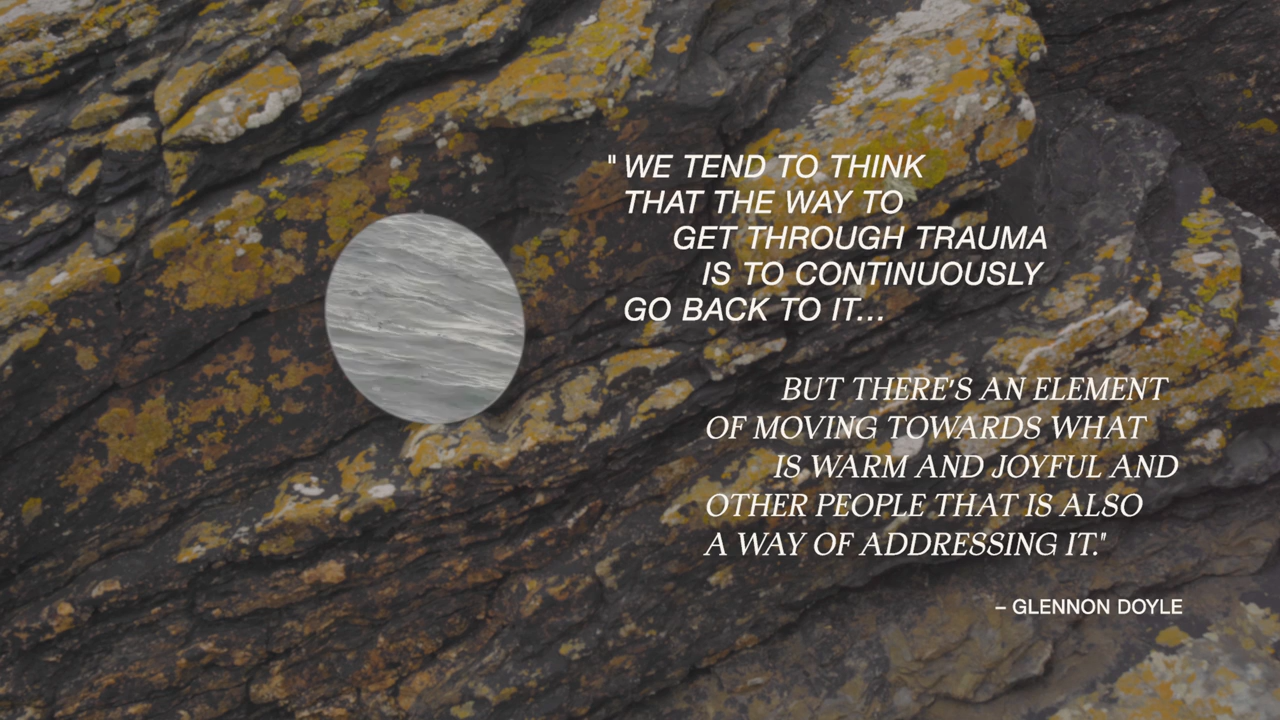 "WE TEND TO THINK
THAT THE WAY TO
GET THROUGH TRAUMA
IS TO CONTINUOUSLY
GO BACK TO IT...
BUT THERE'S AN ELEMENT
OF MOVING TOWARDS WHAT
IS WARM AND JOYFUL AND
OTHER PEOPLE THAT IS ALSO
A WAY OF ADDRESSING IT."
– GLENNON DOYLE